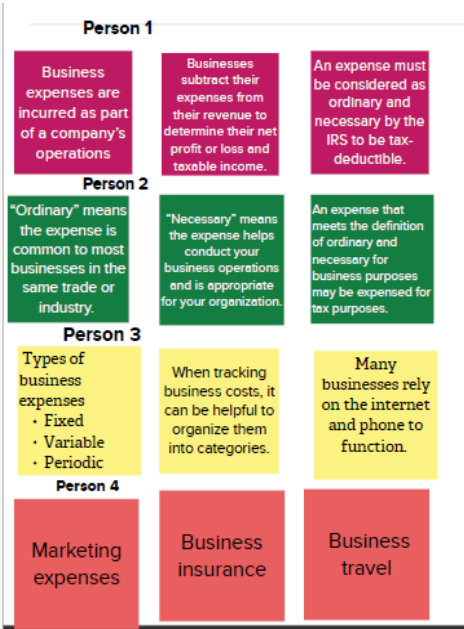 Person 1
Business
expenses are
incurred as part
of a company's
operations
Businesses
subtract their
expenses from
their revenue to
determine their net
profit or loss and
taxable income.
An expense must
be considered as
ordinary and
necessary by the
IRS to be tax-
deductible.
Person 2
"Ordinary" means
the expense is
common to most
businesses in the
same trade or
industry.
"Necessary" means
the expense helps
conduct your
business operations
and is appropriate
for your organization.
An expense that
meets the definition
of ordinary and
necessary for
business purposes
may be expensed for
tax purposes.
Person 3
Types of
business
expenses
• Fixed
• Variable
• Periodic
When tracking
business costs, it
can be helpful to
organize them
into categories.
Many
businesses rely
on the internet
and phone to
function.
Person 4
Marketing
expenses
Business
insurance
Business
travel